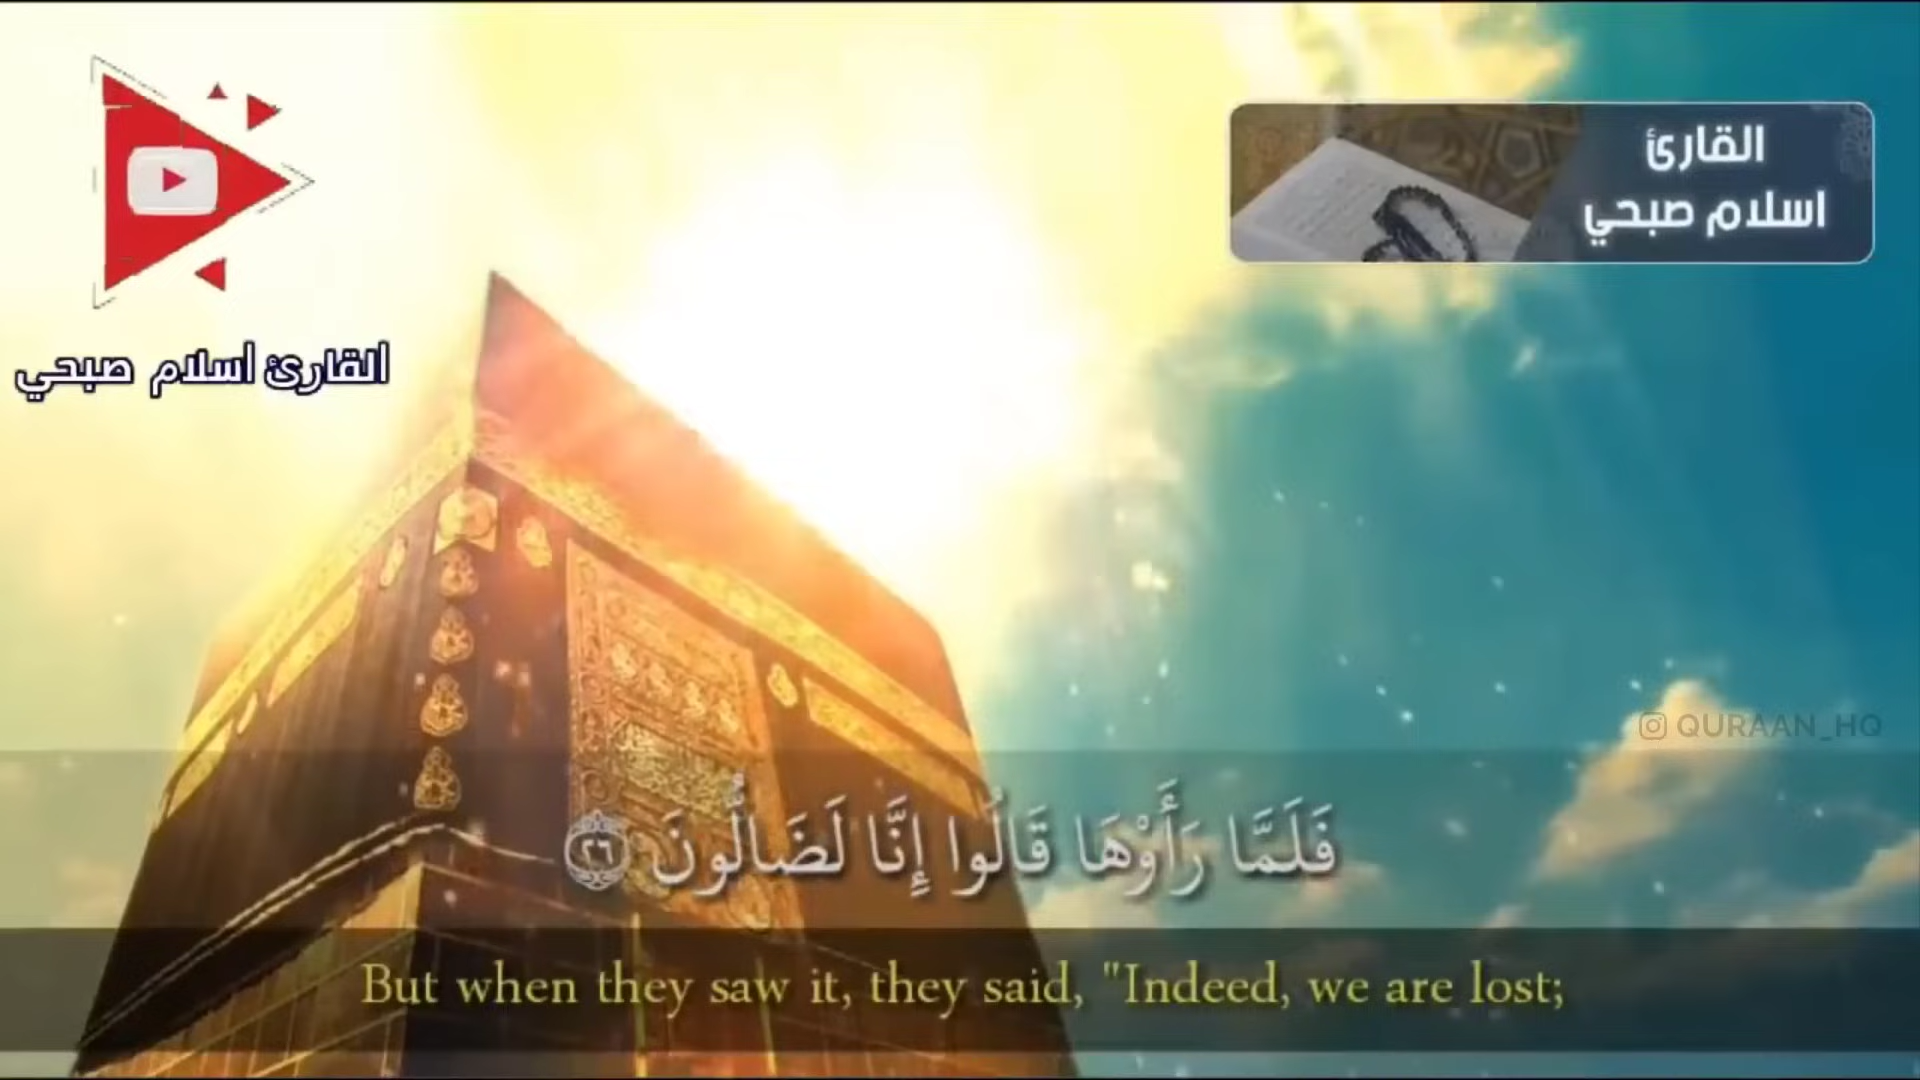 القارئ
اسلام صبحي
القارئ اسلام صبحي
QURAAN_HQ
فَلَمَّا رَأَوْهَا قَالُوا إِنَّا لَضَالُّونَ ٢٦
But when they saw it, they said, "Indeed, we are lost;